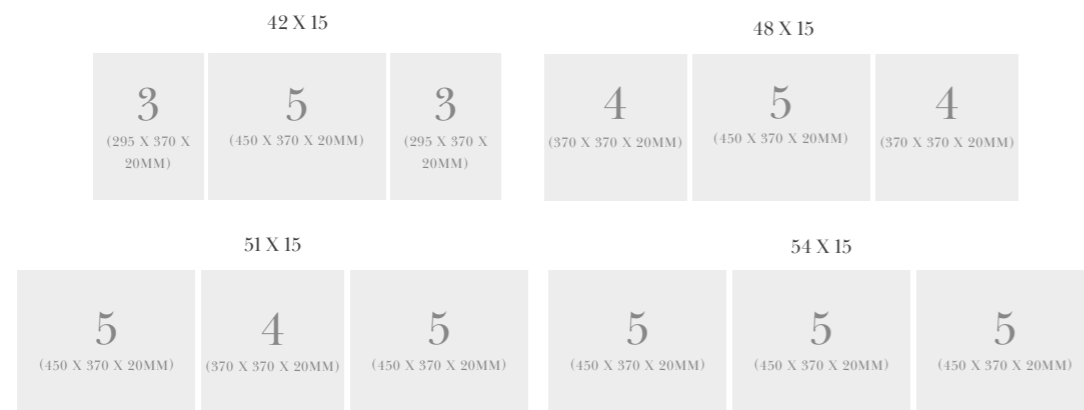 42 X 15
3
(295 X 370 X
20MM)
5
(450 X 370 X 20MM)
3
(295 X 370 X
20MM)
48 X 15
4
(370 X 370 X 20MM)
5
(450 X 370 X 20MM)
4
(370 X 370 X 20MM)
51 X 15
5
(450 X 370 X 20MM)
4
(370 X 370 X 20MM)
5
(450 X 370 X 20MM)
54 X 15
5
(450 X 370 X 20MM)
5
(450 X 370 X 20MM)
5
(450 X 370 X 20MM)